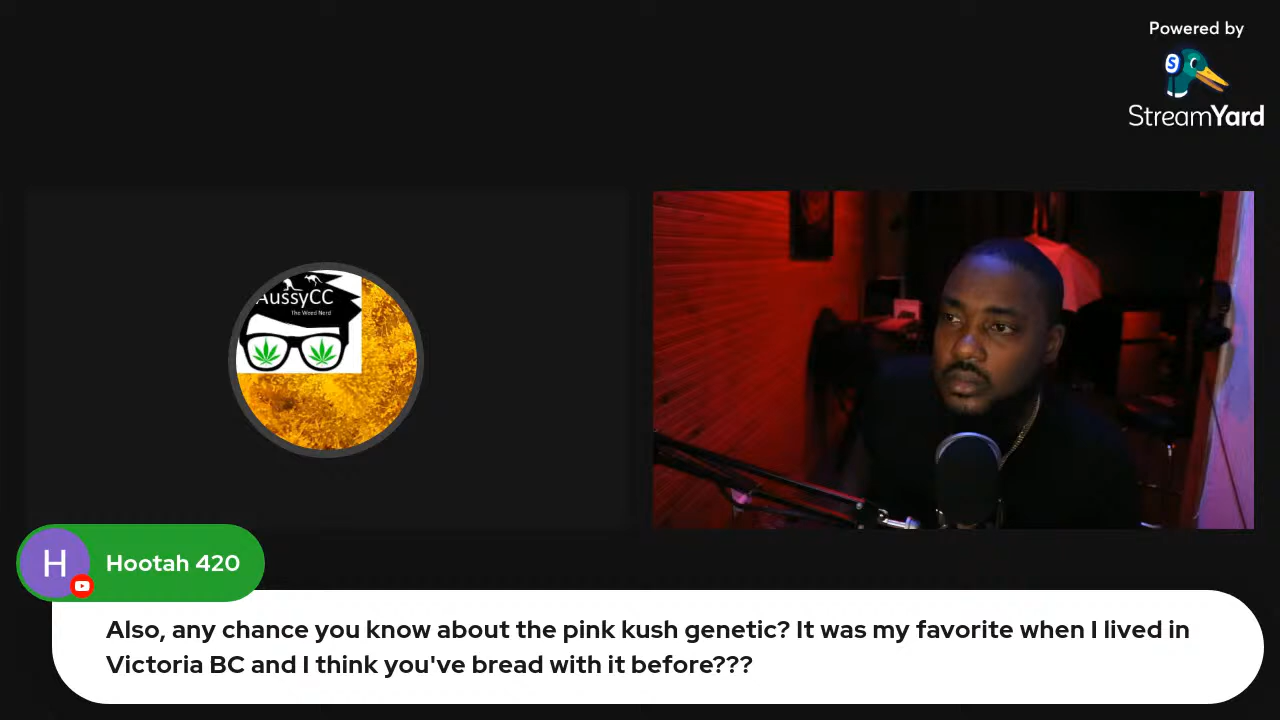 Powered by
S
StreamYard
AussyCC
The Weed Nerd
H
Hootah 420
Also, any chance you know about the pink kush genetic? It was my favorite when I lived in
Victoria BC and I think you've bread with it before???